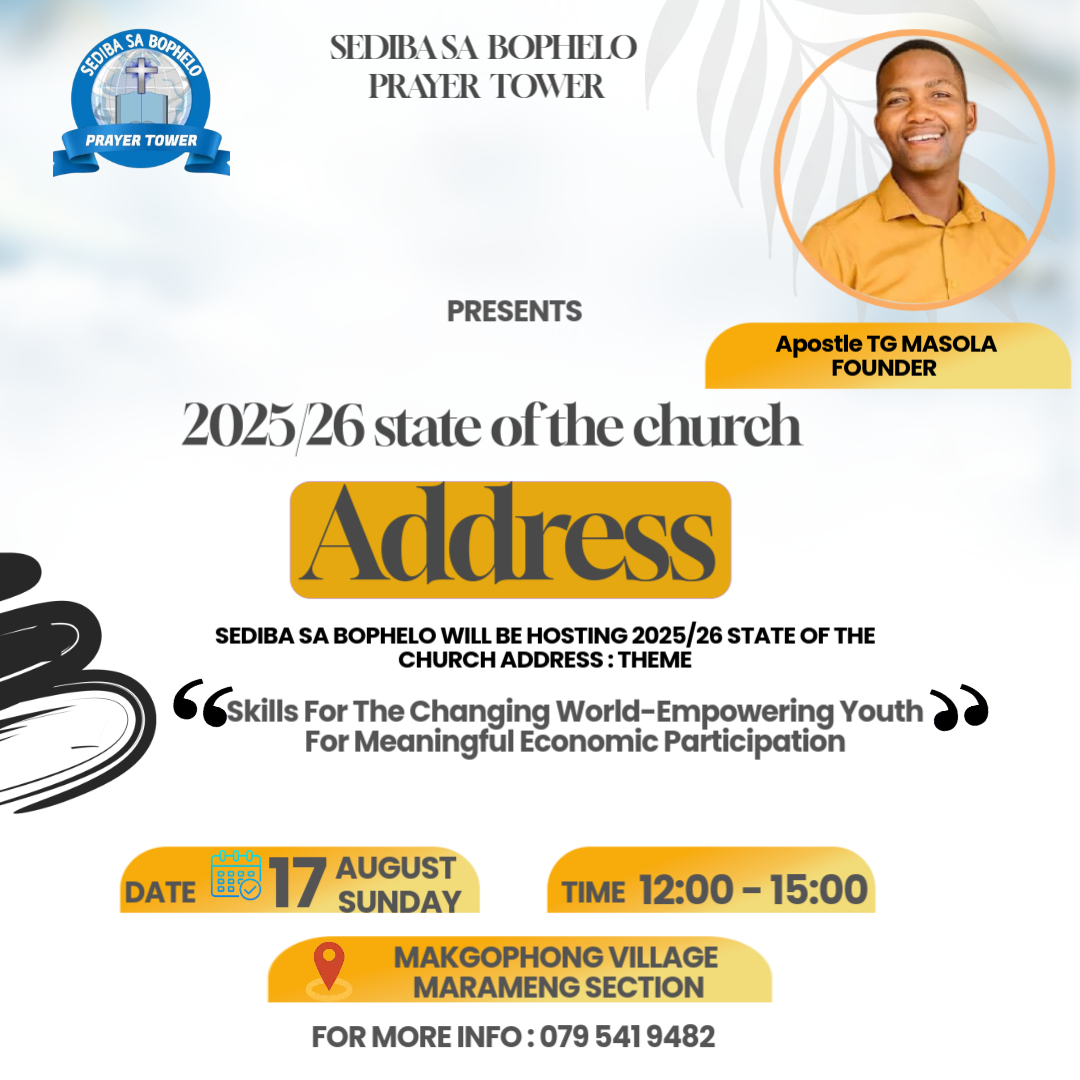 SEDIBA SA BOPHELO
PRAYER TOWER
SEDIBA SA BOPHELO
PRAYER TOWER
PRESENTS
Apostle TG MASOLA
FOUNDER
2025/26 state of the church
Address
SEDIBA SA BOPHELO WILL BE HOSTING 2025/26 STATE OF THE
CHURCH ADDRESS : THEME
“Skills For The Changing World-Empowering Youth
For Meaningful Economic Participation”
DATE 17 AUGUST
SUNDAY
TIME 12:00 - 15:00
MAKGOPHONG VILLAGE
MARAMENG SECTION
FOR MORE INFO : 079 541 9482